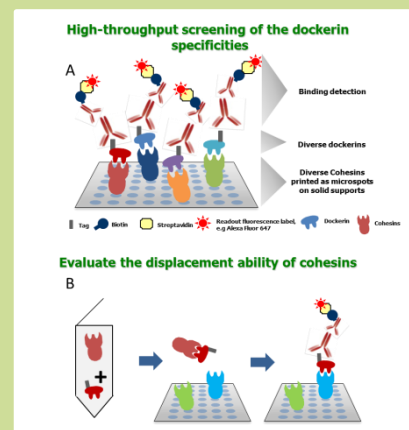 High-throughput screening of the dockerin
specificities
A
Binding detection
Diverse dockerins
Diverse Cohesins
printed as microspots
on solid supports
Tag
Biotin
Streptavidin
Readout fluorescence label,
e.g Alexa Fluor 647
Dockerin
Cohesins
Evaluate the displacement ability of cohesins
B
+